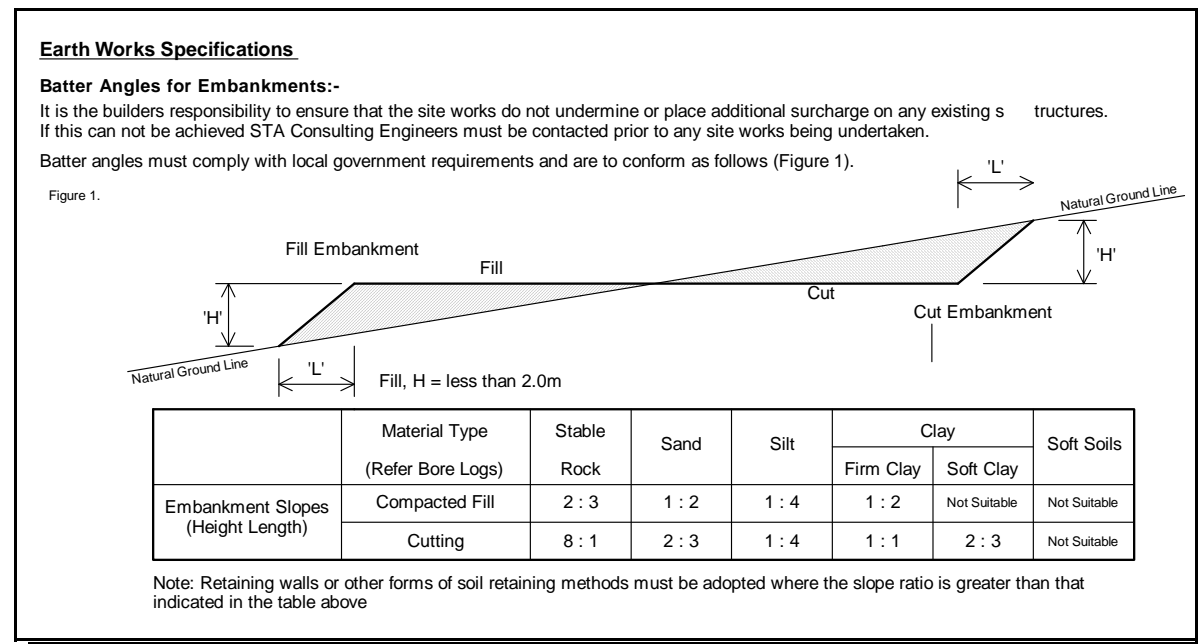 Earth Works Specifications
Batter Angles for Embankments:-
It is the builders responsibility to ensure that the site works do not undermine or place additional surcharge on any existing s tructures.
If this can not be achieved STA Consulting Engineers must be contacted prior to any site works being undertaken.
Batter angles must comply with local government requirements and are to conform as follows (Figure 1).
Figure 1.
'L'
Natural Ground Line
'H'
Fill Embankment
Fill
Cut
Cut Embankment
'H'
Natural Ground Line
'L'
Fill, H = less than 2.0m
Material Type Stable Sand Silt Clay Soft Soils
(Refer Bore Logs) Rock Firm Clay Soft Clay
Embankment Slopes
(Height Length)
Compacted Fill 2 : 3 1 : 2 1 : 4 1 : 2 Not Suitable Not Suitable
Cutting 8 : 1 2 : 3 1 : 4 1 : 1 2 : 3 Not Suitable
Note: Retaining walls or other forms of soil retaining methods must be adopted where the slope ratio is greater than that
indicated in the table above